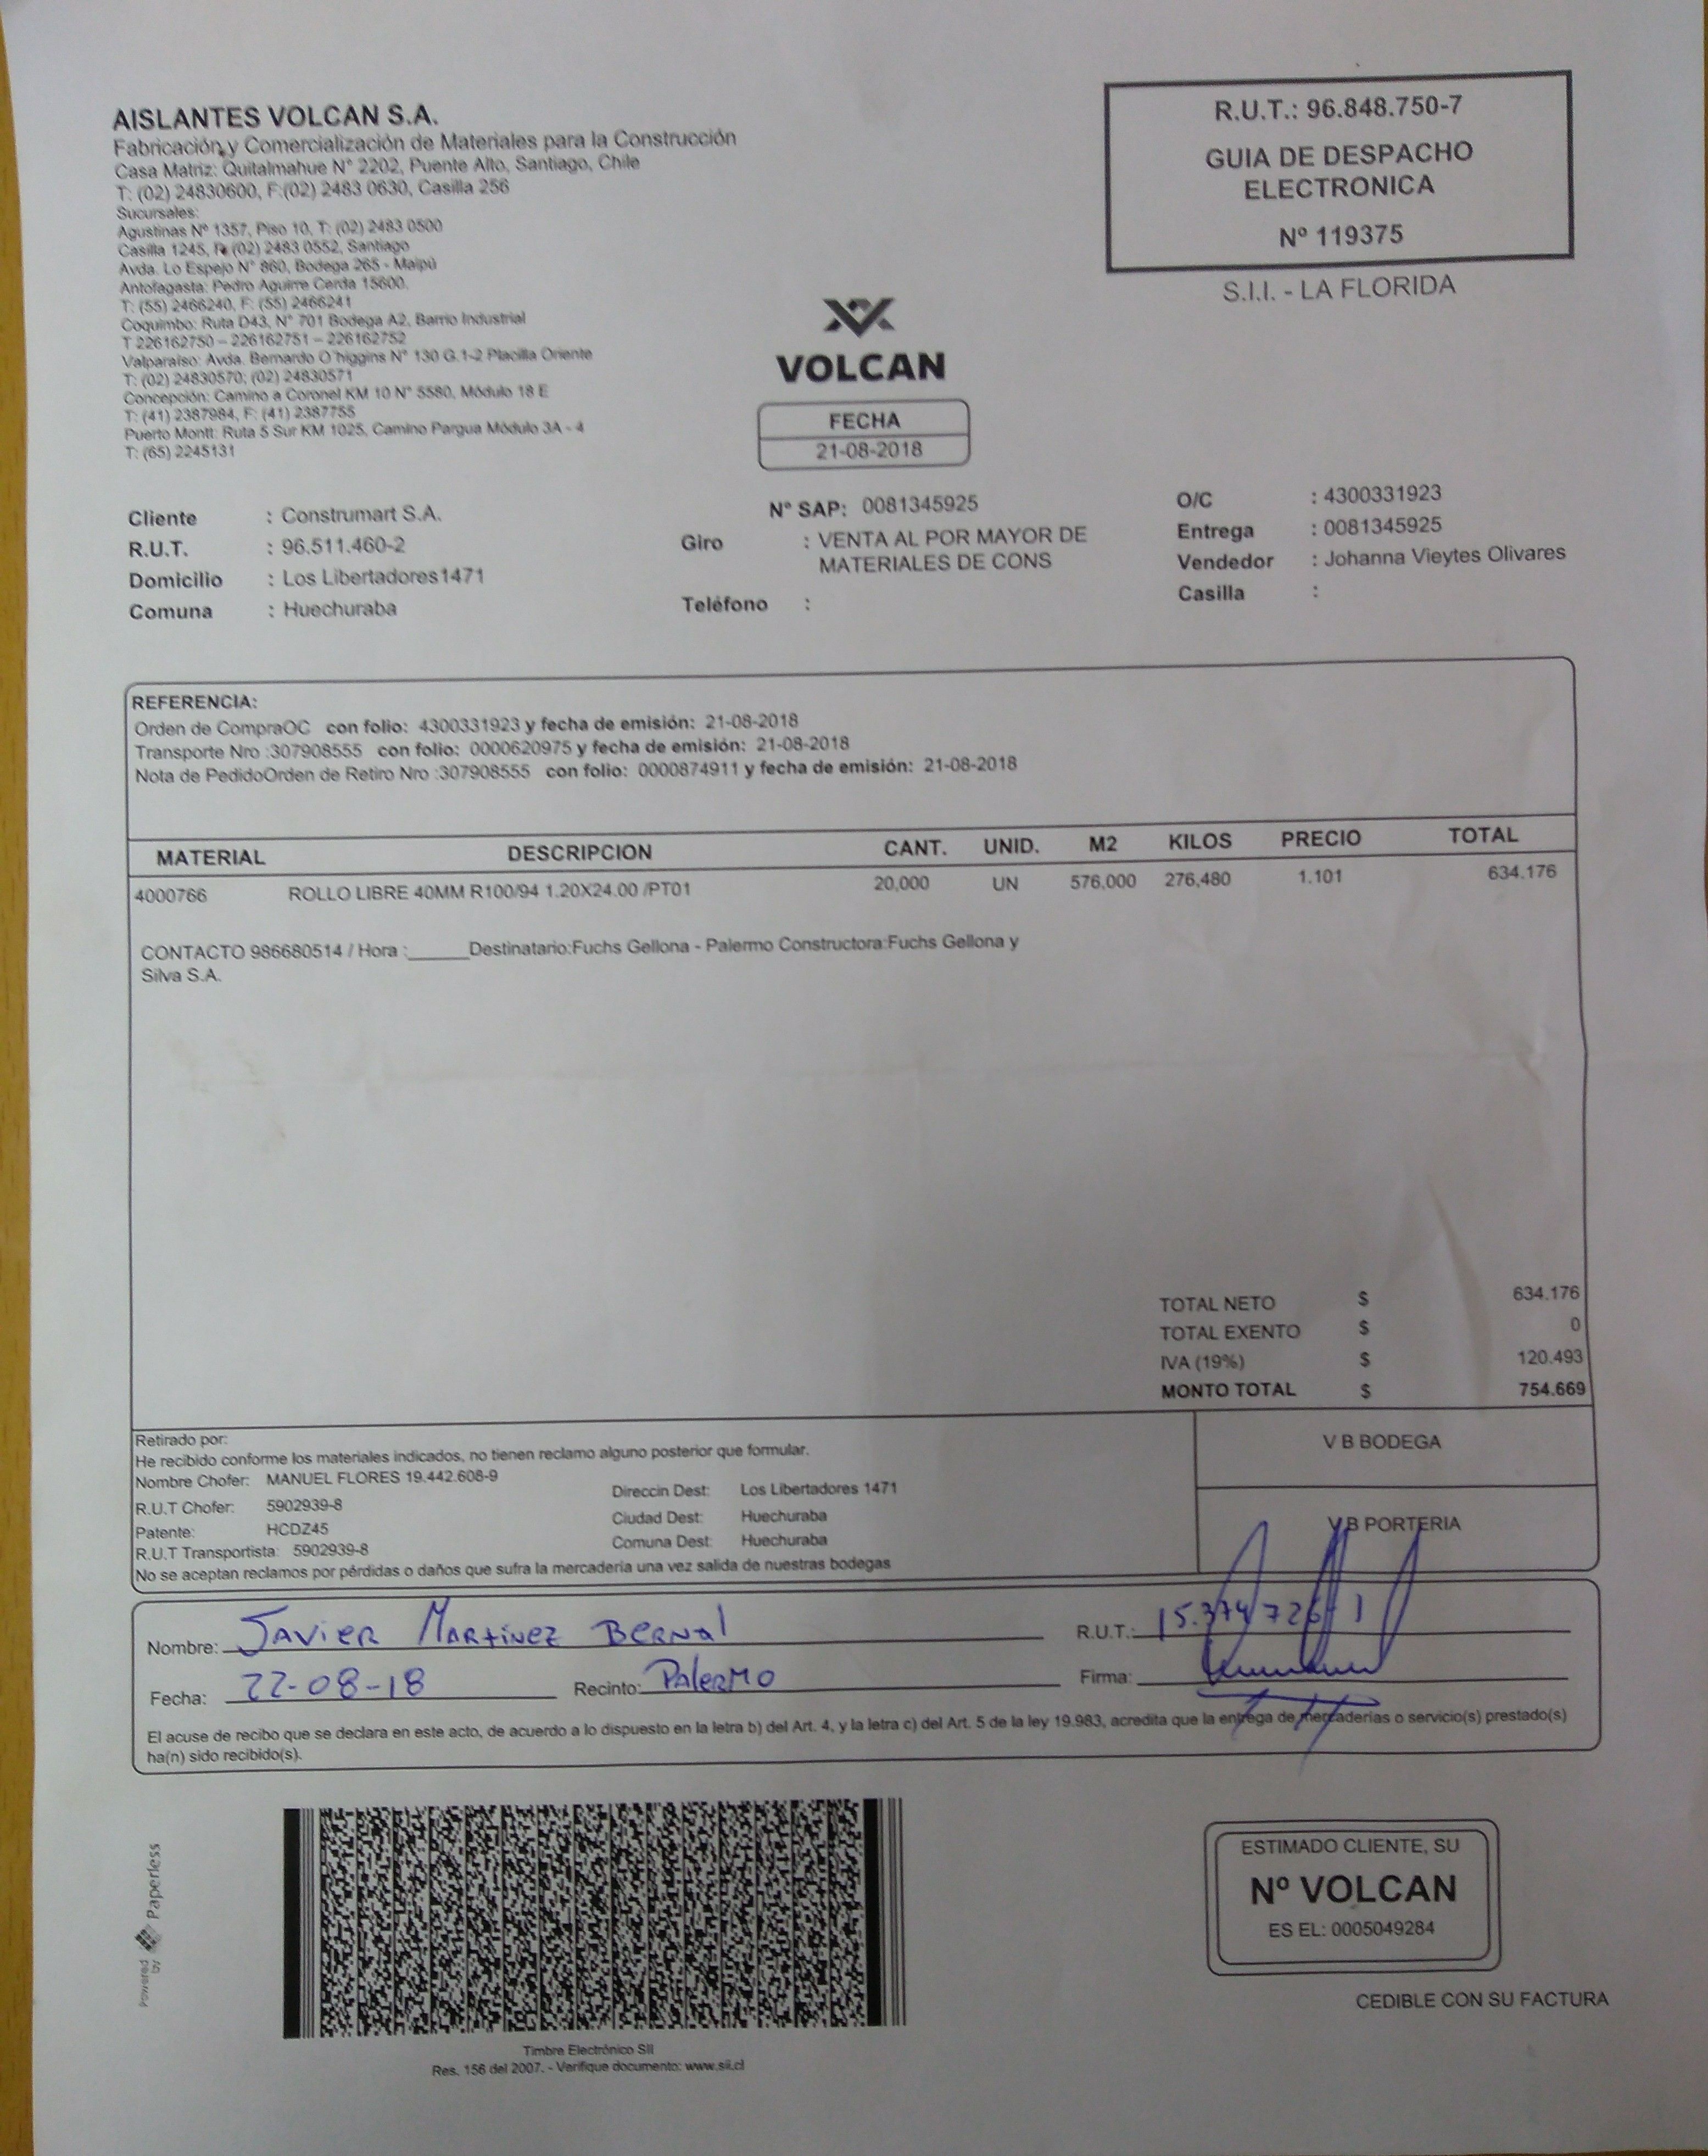 AISLANTES VOLCAN S.A.
Fabricación y Comercialización de Materiales para la Construcción
Casa Matriz: Quitalmahue N° 2202, Puente Alto, Santiago, Chile
T: (02) 24830600, F:(02) 2483 0630, Casilla 256
Sucursales:
Agustinas Nº 1357, Piso 10, T: (02) 2483 0500
Casilla 1245, F: (02) 2483 0552, Santiago
Avda. Lo Espejo N° 860, Bodega 265 - Maipú
Antofagasta: Pedro Aguirre Cerda 15600.
T: (55) 2466240, F: (55) 2466241
Coquimbo: Ruta D43, N° 701 Bodega A2, Barrio Industrial
T 226162750 – 226162751 – 226162752
Valparaíso: Avda. Bernardo O´higgins N° 130 G.1-2 Placilla Oriente
T: (02) 24830570; (02) 24830571
Concepción: Camino a Coronel KM 10 N° 5580, Módulo 18 E
T: (41) 2387984, F: (41) 2387755
Puerto Montt: Ruta 5 Sur KM 1025, Camino Pargua Módulo 3A - 4
T: (65) 2245131
R.U.T.: 96.848.750-7
GUIA DE DESPACHO
ELECTRONICA
Nº 119375
S.I.I. - LA FLORIDA
VOLCAN
FECHA
21-08-2018
Cliente : Construmart S.A.
R.U.T. : 96.511.460-2
Domicilio : Los Libertadores1471
Comuna : Huechuraba
N° SAP: 0081345925
Giro : VENTA AL POR MAYOR DE
MATERIALES DE CONS
Teléfono :
O/C : 4300331923
Entrega : 0081345925
Vendedor : Johanna Vieytes Olivares
Casilla :
REFERENCIA:
Orden de CompraOC con folio: 4300331923 y fecha de emisión: 21-08-2018
Transporte Nro :307908555 con folio: 0000620975 y fecha de emisión: 21-08-2018
Nota de PedidoOrden de Retiro Nro :307908555 con folio: 0000874911 y fecha de emisión: 21-08-2018
MATERIAL DESCRIPCION CANT. UNID. M2 KILOS PRECIO TOTAL
4000766 ROLLO LIBRE 40MM R100/94 1.20X24.00 /PT01 20,000 UN 576,000 276,480 1.101 634.176
CONTACTO 986680514 / Hora :______Destinatario:Fuchs Gellona - Palermo Constructora:Fuchs Gellona y
Silva S.A.
TOTAL NETO $ 634.176
TOTAL EXENTO $ 0
IVA (19%) $ 120.493
MONTO TOTAL $ 754.669
Retirado por:
He recibido conforme los materiales indicados, no tienen reclamo alguno posterior que formular.
Nombre Chofer: MANUEL FLORES 19.442.608-9
R.U.T Chofer: 5902939-8
Patente: HCDZ45
R.U.T Transportista: 5902939-8
Direccin Dest: Los Libertadores 1471
Ciudad Dest: Huechuraba
Comuna Dest: Huechuraba
No se aceptan reclamos por pérdidas o daños que sufra la mercadería una vez salida de nuestras bodegas
V B BODEGA
V B PORTERIA
Nombre: Javier Martinez Bernal
R.U.T.:
Fecha: 22-08-18
Recinto: Palermo
Firma:
El acuse de recibo que se declara en este acto, de acuerdo a lo dispuesto en la letra b) del Art. 4, y la letra c) del Art. 5 de la ley 19.983, acredita que la entrega de mercaderías o servicio(s) prestado(s)
ha(n) sido recibido(s).
Powered by Paperless
Timbre Electrónico SII
Res. 156 del 2007. - Verifique documento: www.sii.cl
ESTIMADO CLIENTE, SU
Nº VOLCAN
ES EL: 0005049284
CEDIBLE CON SU FACTURA